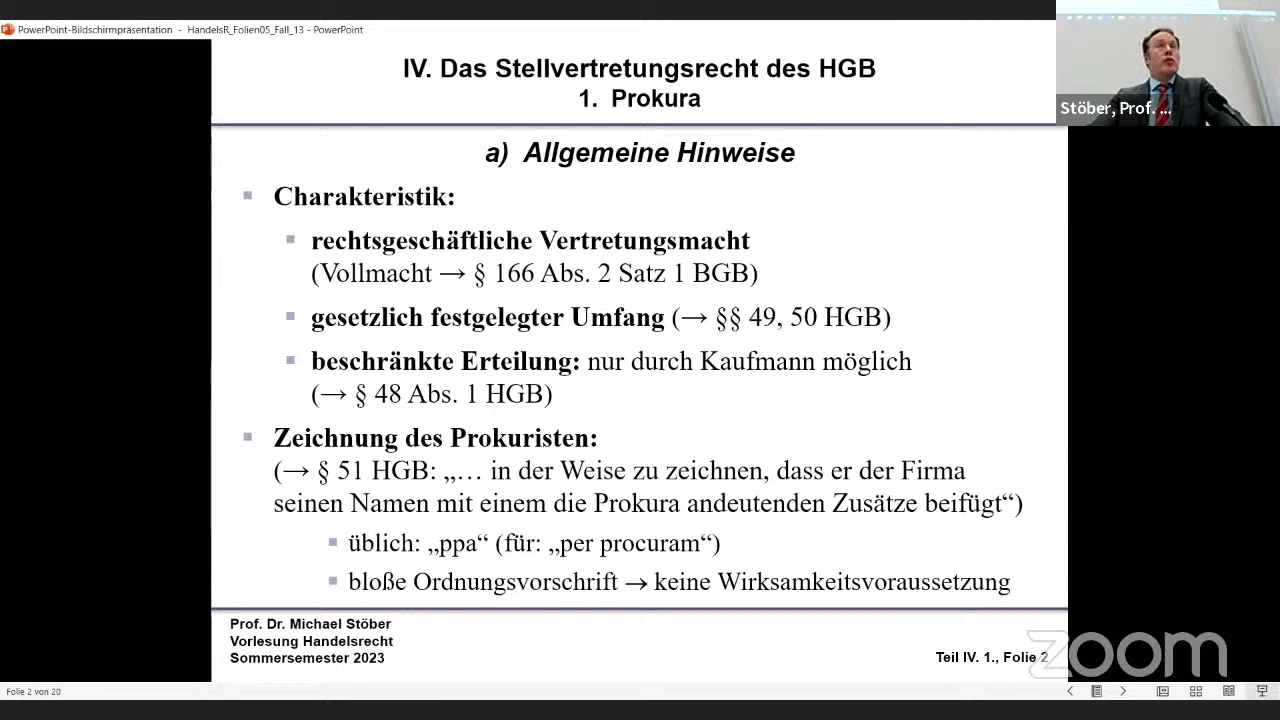 PowerPoint-Bildschirmpräsentation - HandelsR_Folien05_Fall_13 - PowerPoint
IV. Das Stellvertretungsrecht des HGB
1. Prokura
Stöber, Prof. ...
a) Allgemeine Hinweise
Charakteristik:
rechtsgeschäftliche Vertretungsmacht
(Vollmacht → § 166 Abs. 2 Satz 1 BGB)
gesetzlich festgelegter Umfang (→ §§ 49, 50 HGB)
beschränkte Erteilung: nur durch Kaufmann möglich
(→ § 48 Abs. 1 HGB)
Zeichnung des Prokuristen:
(→ § 51 HGB: „… in der Weise zu zeichnen, dass er der Firma
seinen Namen mit einem die Prokura andeutenden Zusätze beifügt“)
üblich: „ppa“ (für: „per procuram“)
bloße Ordnungsvorschrift → keine Wirksamkeitsvoraussetzung
Prof. Dr. Michael Stöber
Vorlesung Handelsrecht
Sommersemester 2023
Teil IV. 1., Folie 2
zoom
Folie 2 von 20